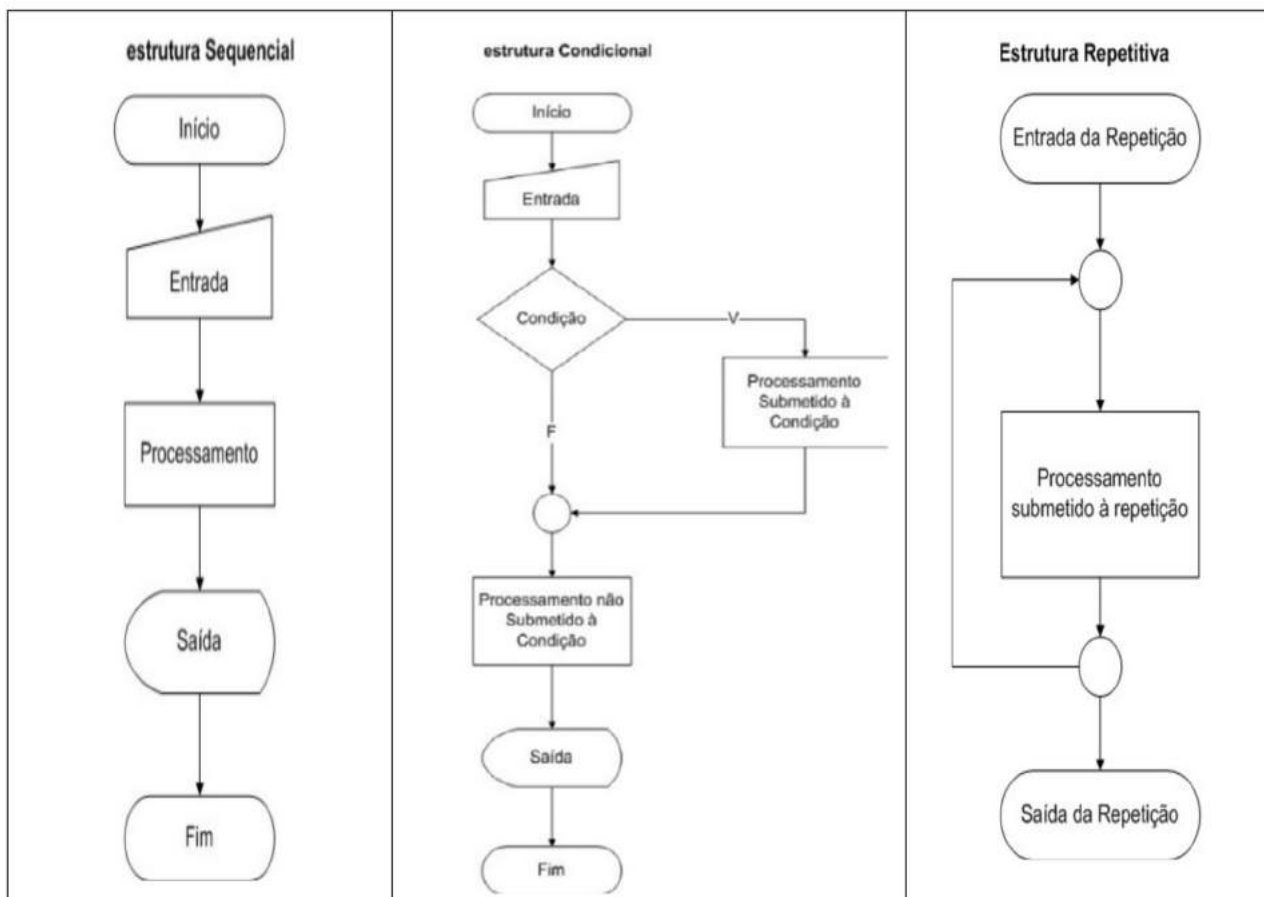 estrutura Sequencial
Início
Entrada
Processamento
Saída
Fim
estrutura Condicional
Início
Entrada
Condição
V
Processamento
Submetido à
Condição
F
Processamento não
Submetido à
Condição
Saída
Fim
Estrutura Repetitiva
Entrada da Repetição
Processamento
submetido à repetição
Saída da Repetição